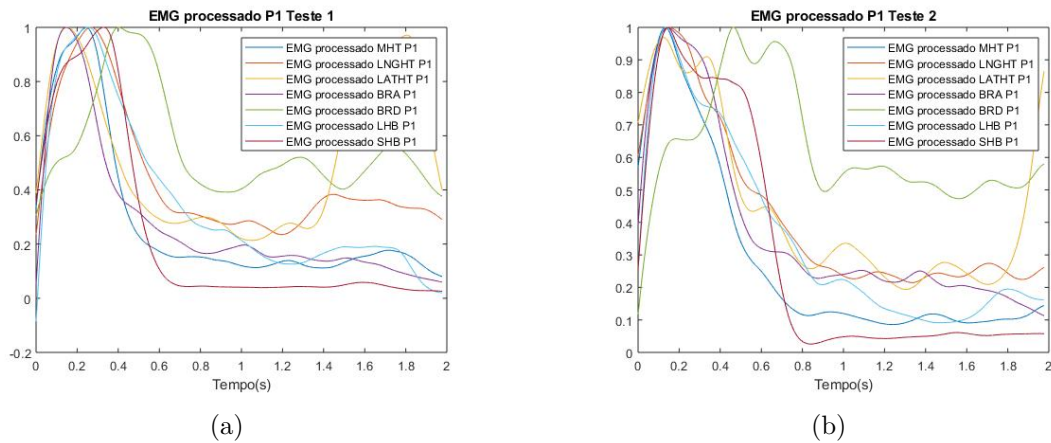 EMG processado P1 Teste 1
EMG processado MHT P1
EMG processado LNGHT P1
EMG processado LATHT P1
EMG processado BRA P1
EMG processado BRD P1
EMG processado LHB P1
EMG processado SHB P1
1
0.8
0.6
0.4
0.2
0
-0.2
0 0.2 0.4 0.6 0.8 1 1.2 1.4 1.6 1.8 2
Tempo(s)
(a)
EMG processado P1 Teste 2
EMG processado MHT P1
EMG processado LNGHT P1
EMG processado LATHT P1
EMG processado BRA P1
EMG processado BRD P1
EMG processado LHB P1
EMG processado SHB P1
1
0.9
0.8
0.7
0.6
0.5
0.4
0.3
0.2
0.1
0
0 0.2 0.4 0.6 0.8 1 1.2 1.4 1.6 1.8 2
Tempo(s)
(b)